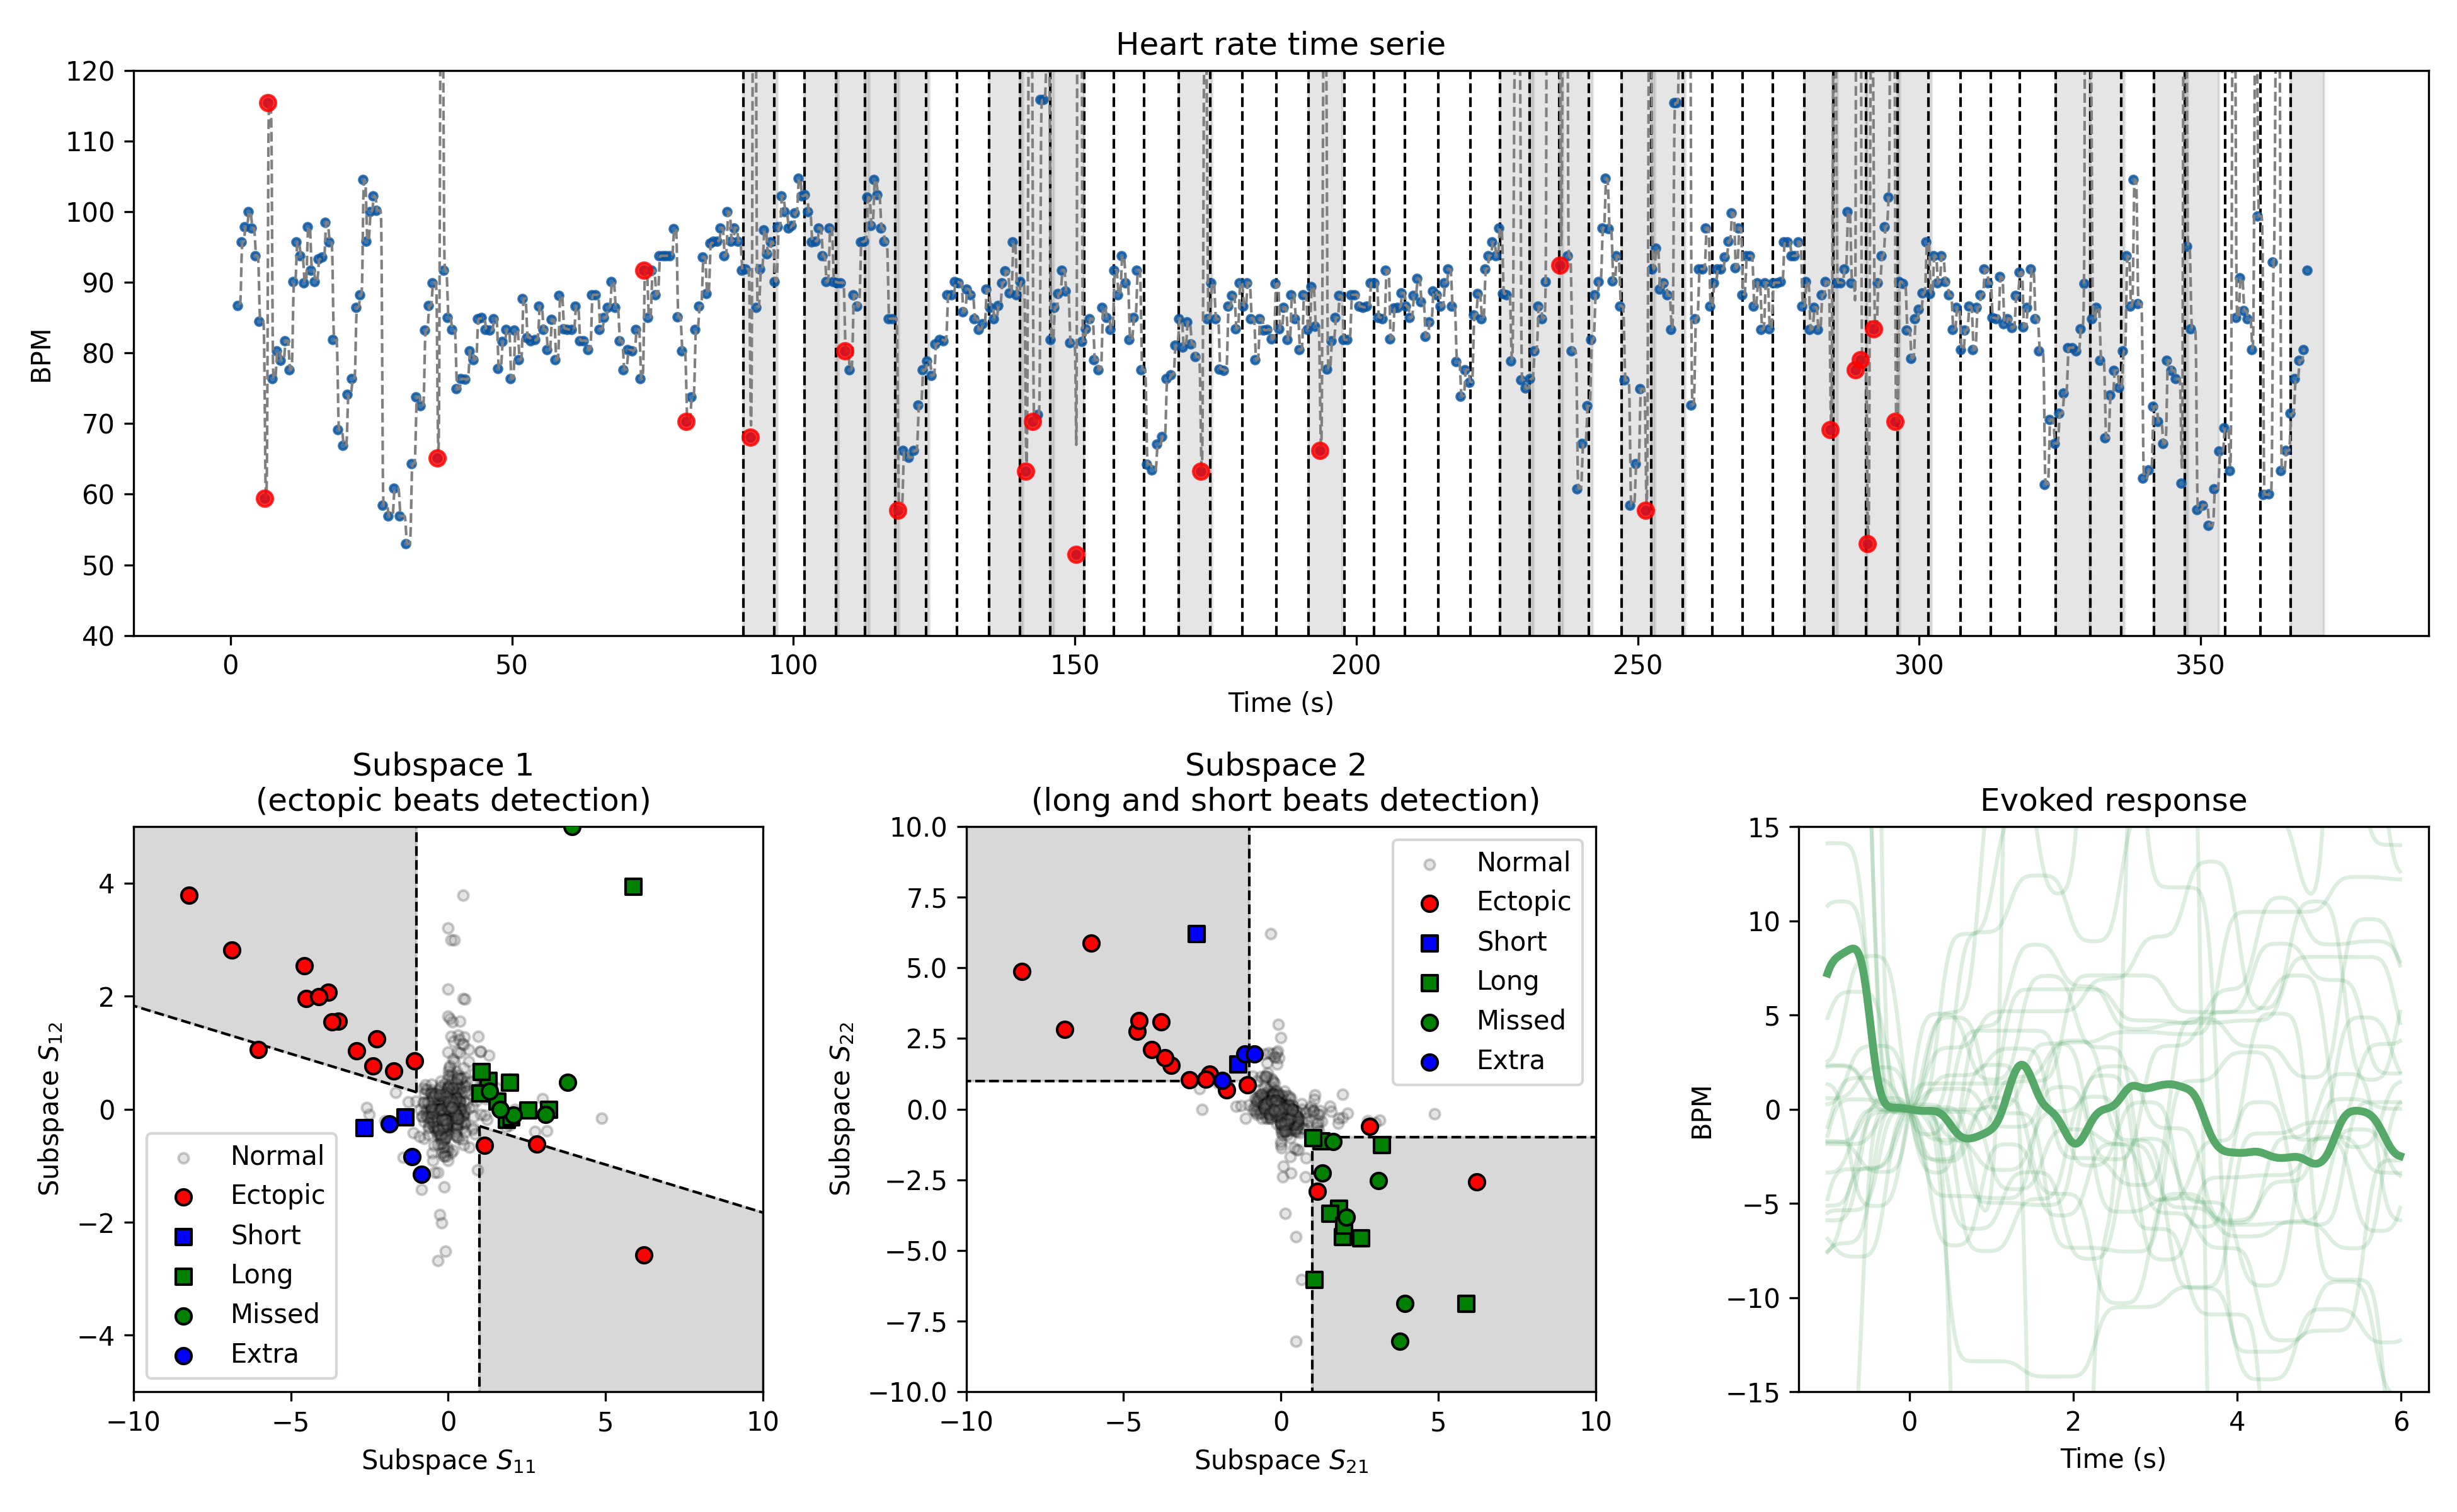 Heart rate time serie
120
110
100
90
80
70
60
50
40
BPM
0 50 100 150 200 250 300 350
Time (s)
Subspace 1
(ectopic beats detection)
4
2
0
−2
−4
Subspace S₁₂
Normal
Ectopic
Short
Long
Missed
Extra
−10 −5 0 5 10
Subspace S₁₁
Subspace 2
(long and short beats detection)
10.0
7.5
5.0
2.5
0.0
−2.5
−5.0
−7.5
−10.0
Subspace S₂₂
Normal
Ectopic
Short
Long
Missed
Extra
−10 −5 0 5 10
Subspace S₂₁
Evoked response
15
10
5
0
−5
−10
−15
BPM
0 2 4 6
Time (s)